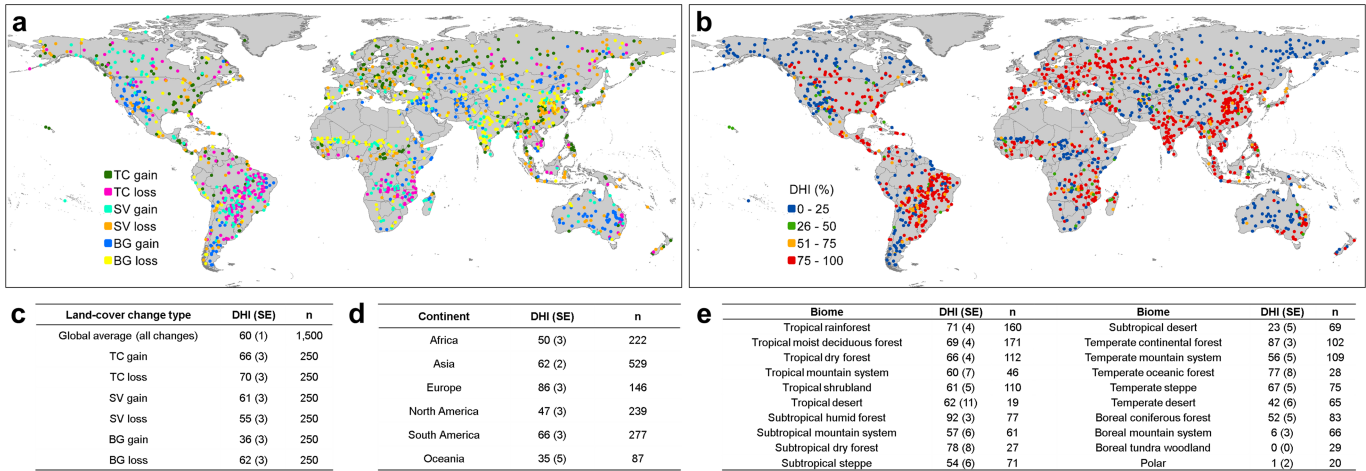 a
TC gain
TC loss
SV gain
SV loss
BG gain
BG loss
b
DHI (%)
0 - 25
26 - 50
51 - 75
75 - 100
c
Land-cover change type DHI (SE) n
Global average (all changes) 60 (1) 1,500
TC gain 66 (3) 250
TC loss 70 (3) 250
SV gain 61 (3) 250
SV loss 55 (3) 250
BG gain 36 (3) 250
BG loss 62 (3) 250
d
Continent DHI (SE) n
Africa 50 (3) 222
Asia 62 (2) 529
Europe 86 (3) 146
North America 47 (3) 239
South America 66 (3) 277
Oceania 35 (5) 87
e
Biome DHI (SE) n Biome DHI (SE) n
Tropical rainforest 71 (4) 160 Subtropical desert 23 (5) 69
Tropical moist deciduous forest 69 (4) 171 Temperate continental forest 87 (3) 102
Tropical dry forest 66 (4) 112 Temperate mountain system 56 (5) 109
Tropical mountain system 60 (7) 46 Temperate oceanic forest 77 (8) 28
Tropical shrubland 61 (5) 110 Temperate steppe 67 (5) 75
Tropical desert 62 (11) 19 Temperate desert 42 (6) 65
Subtropical humid forest 92 (3) 77 Boreal coniferous forest 52 (5) 83
Subtropical mountain system 57 (6) 61 Boreal mountain system 6 (3) 66
Subtropical dry forest 78 (8) 27 Boreal tundra woodland 0 (0) 29
Subtropical steppe 54 (6) 71 Polar 1 (2) 20